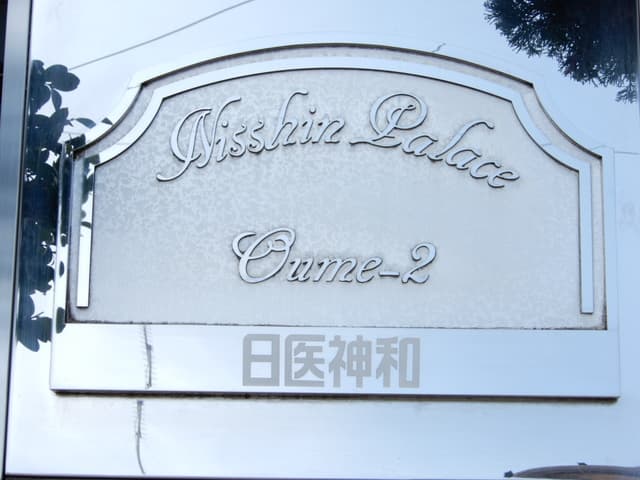 Nisshin Palace
Oume-2
日医神和